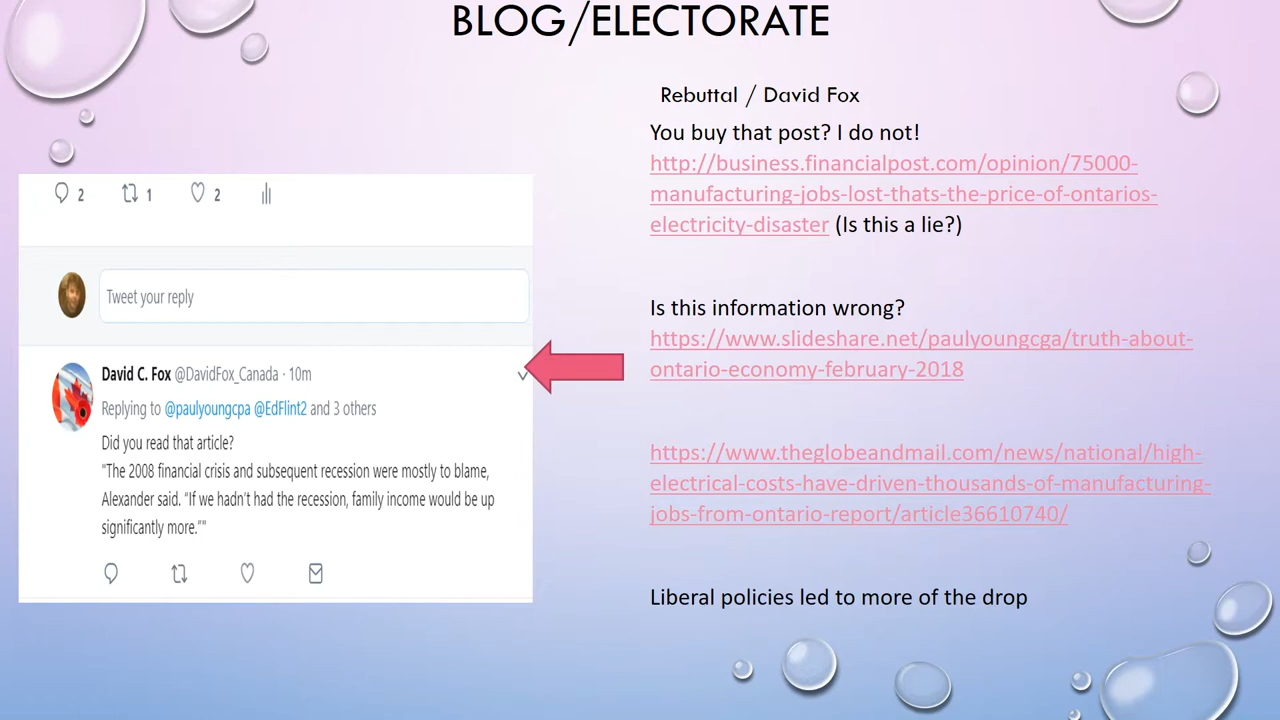 BLOG/ELECTORATE
2 1 2
Tweet your reply
David C. Fox @DavidFox_Canada · 10m
Replying to @paulyoungcpa @EdFlint2 and 3 others
Did you read that article?
"The 2008 financial crisis and subsequent recession were mostly to blame,
Alexander said. “If we hadn’t had the recession, family income would be up
significantly more.”"
Rebuttal / David Fox
You buy that post? I do not!
http://business.financialpost.com/opinion/75000-
manufacturing-jobs-lost-thats-the-price-of-ontarios-
electricity-disaster (Is this a lie?)
Is this information wrong?
https://www.slideshare.net/paulyoungcga/truth-about-
ontario-economy-february-2018
https://www.theglobeandmail.com/news/national/high-
electrical-costs-have-driven-thousands-of-manufacturing-
jobs-from-ontario-report/article36610740/
Liberal policies led to more of the drop